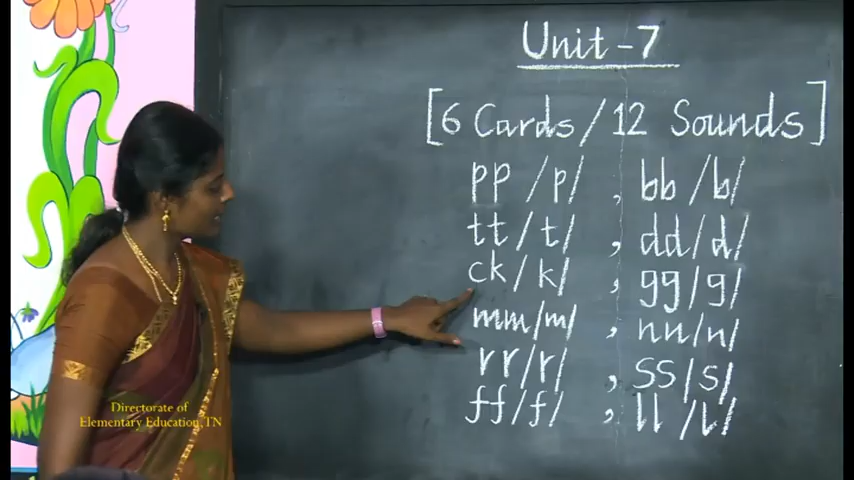 Unit-7
[6 Cards/12 Sounds]
pp /p/ , bb /b/
tt/t/ , dd/d/
ck/k/ , gg/g/
mm/m/ , nn/n/
rr/r/ , ss/s/
ff/f/ , ll /l/
Directorate of
Elementary Education,TN